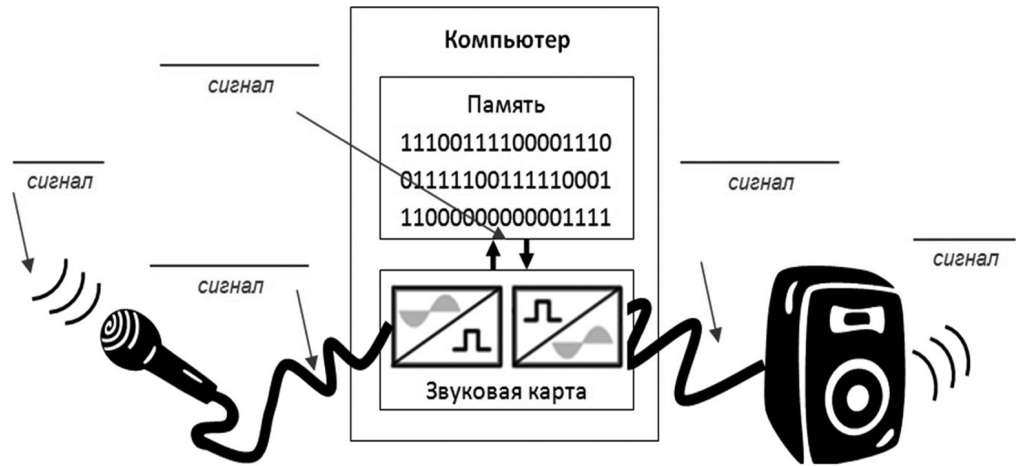 Компьютер
сигнал
Память
11100111100001110
01111100111110001
11000000000001111
сигнал
сигнал
сигнал
сигнал
Звуковая карта